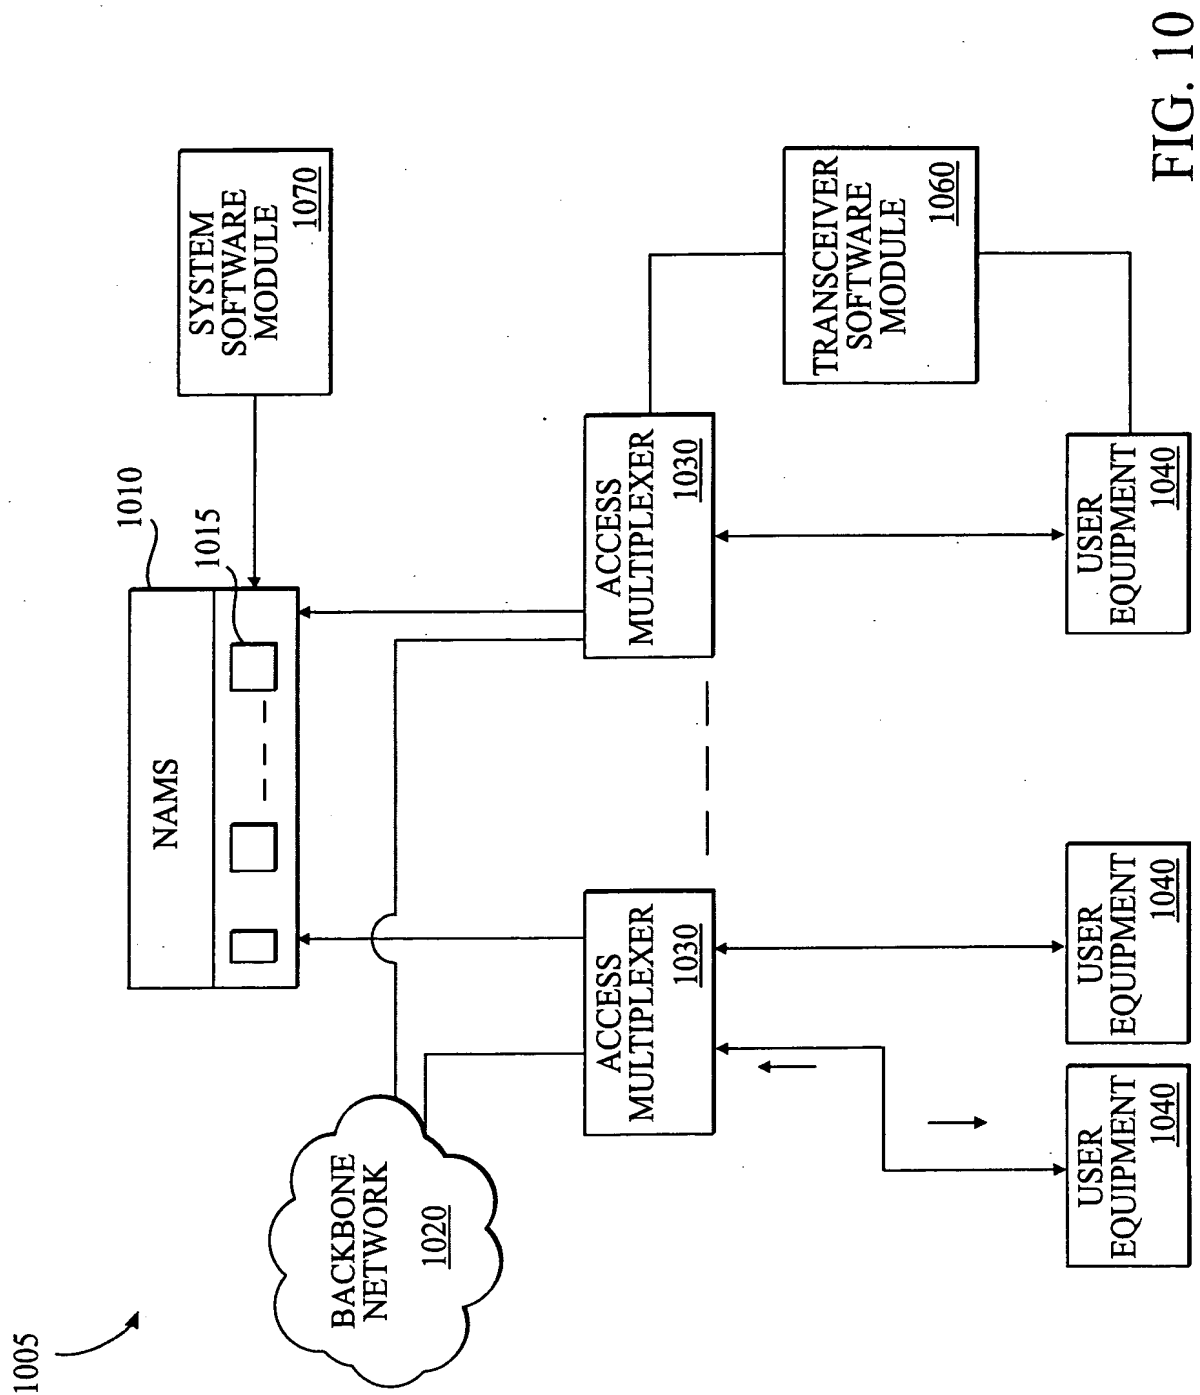 1005
1010
NAMS
1015
SYSTEM
SOFTWARE
MODULE
1070
BACKBONE
NETWORK
1020
ACCESS
MULTIPLEXER
1030
ACCESS
MULTIPLEXER
1030
TRANSCEIVER
SOFTWARE
MODULE
1060
USER
EQUIPMENT
1040
USER
EQUIPMENT
1040
USER
EQUIPMENT
1040
FIG. 10